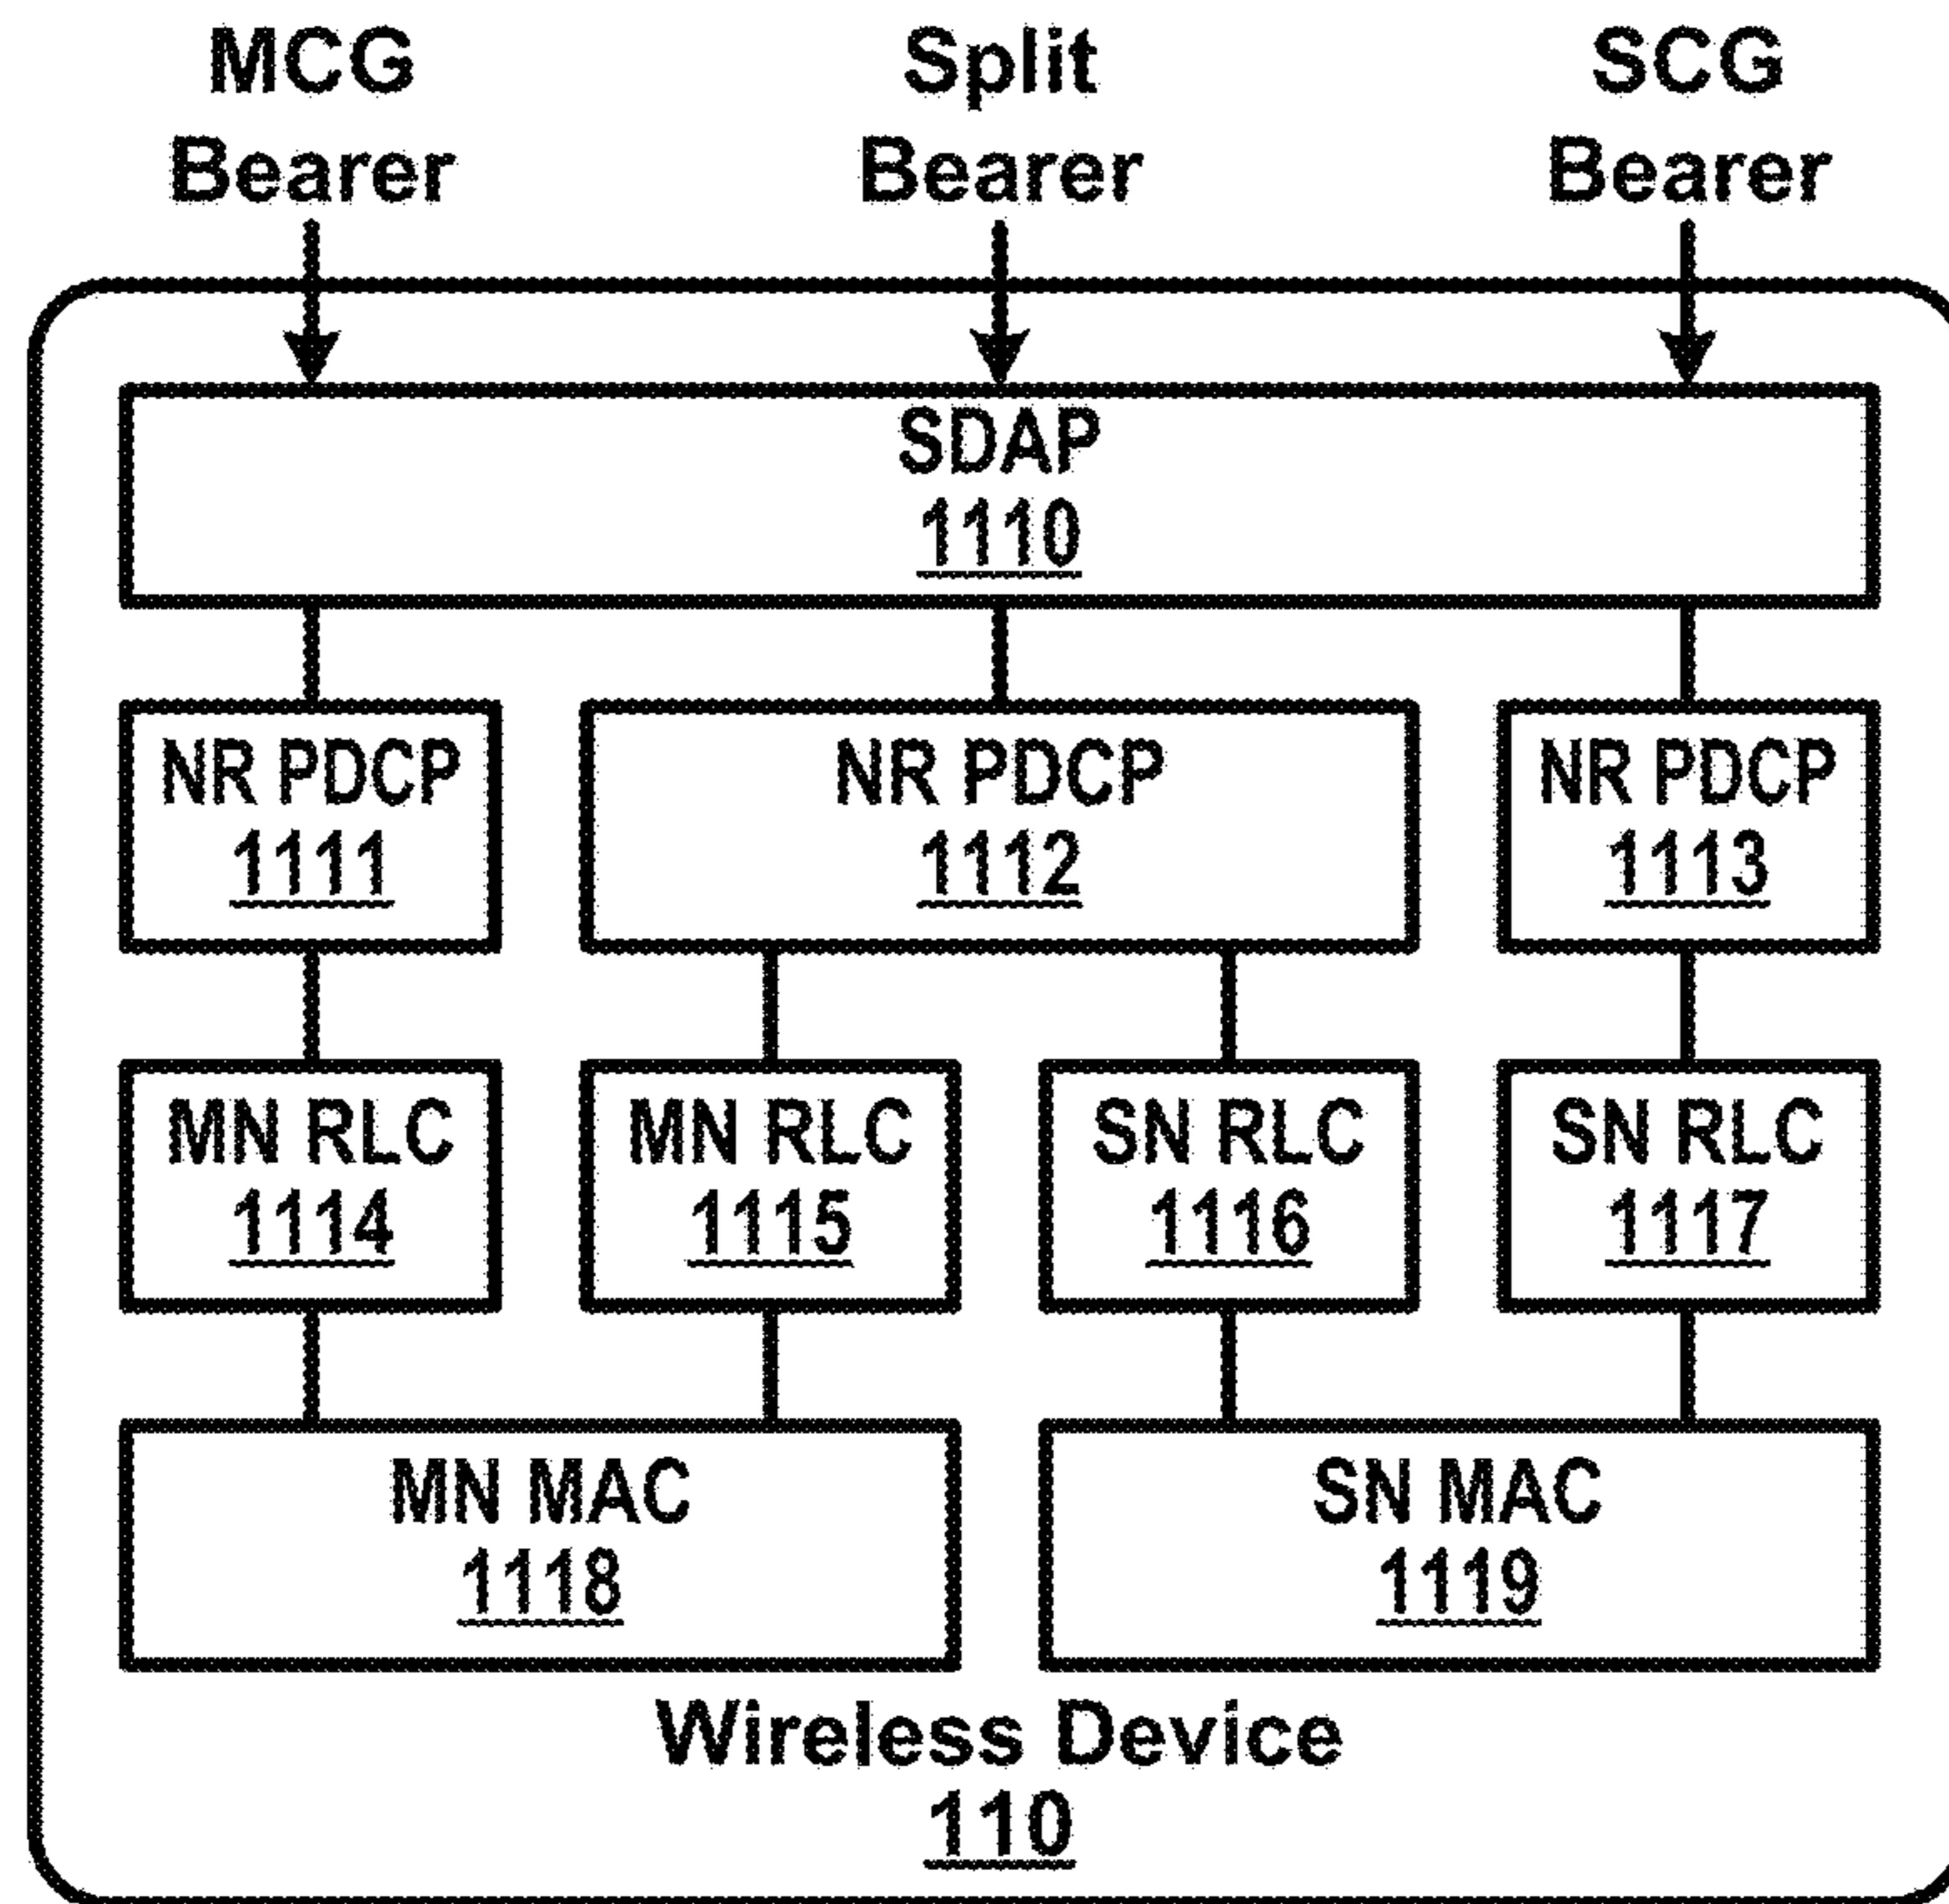 MCG
Bearer
Split
Bearer
SCG
Bearer
SDAP
1110
NR PDCP
1111
NR PDCP
1112
NR PDCP
1113
MN RLC
1114
MN RLC
1115
SN RLC
1116
SN RLC
1117
MN MAC
1118
SN MAC
1119
Wireless Device
110